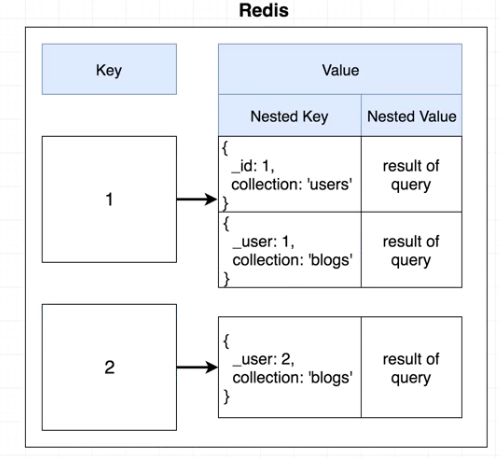 Redis
Key
Value
Nested Key
Nested Value
1
{
_id: 1,
collection: 'users'
}
result of
query
{
_user: 1,
collection: 'blogs'
}
result of
query
2
{
_user: 2,
collection: 'blogs'
}
result of
query